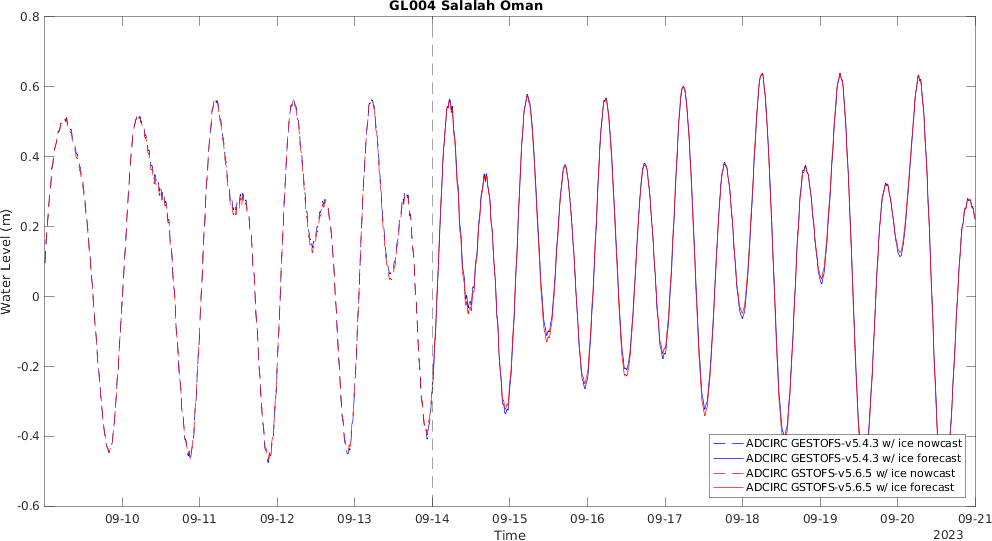 GL004 Salalah Oman
0.8
0.6
0.4
0.2
0
-0.2
-0.4
-0.6
Water Level (m)
ADCIRC GESTOFS-v5.4.3 w/ ice nowcast
ADCIRC GESTOFS-v5.4.3 w/ ice forecast
ADCIRC GSTOFS-v5.6.5 w/ ice nowcast
ADCIRC GSTOFS-v5.6.5 w/ ice forecast
09-10 09-11 09-12 09-13 09-14 09-15 09-16 09-17 09-18 09-19 09-20 09-21
Time
2023